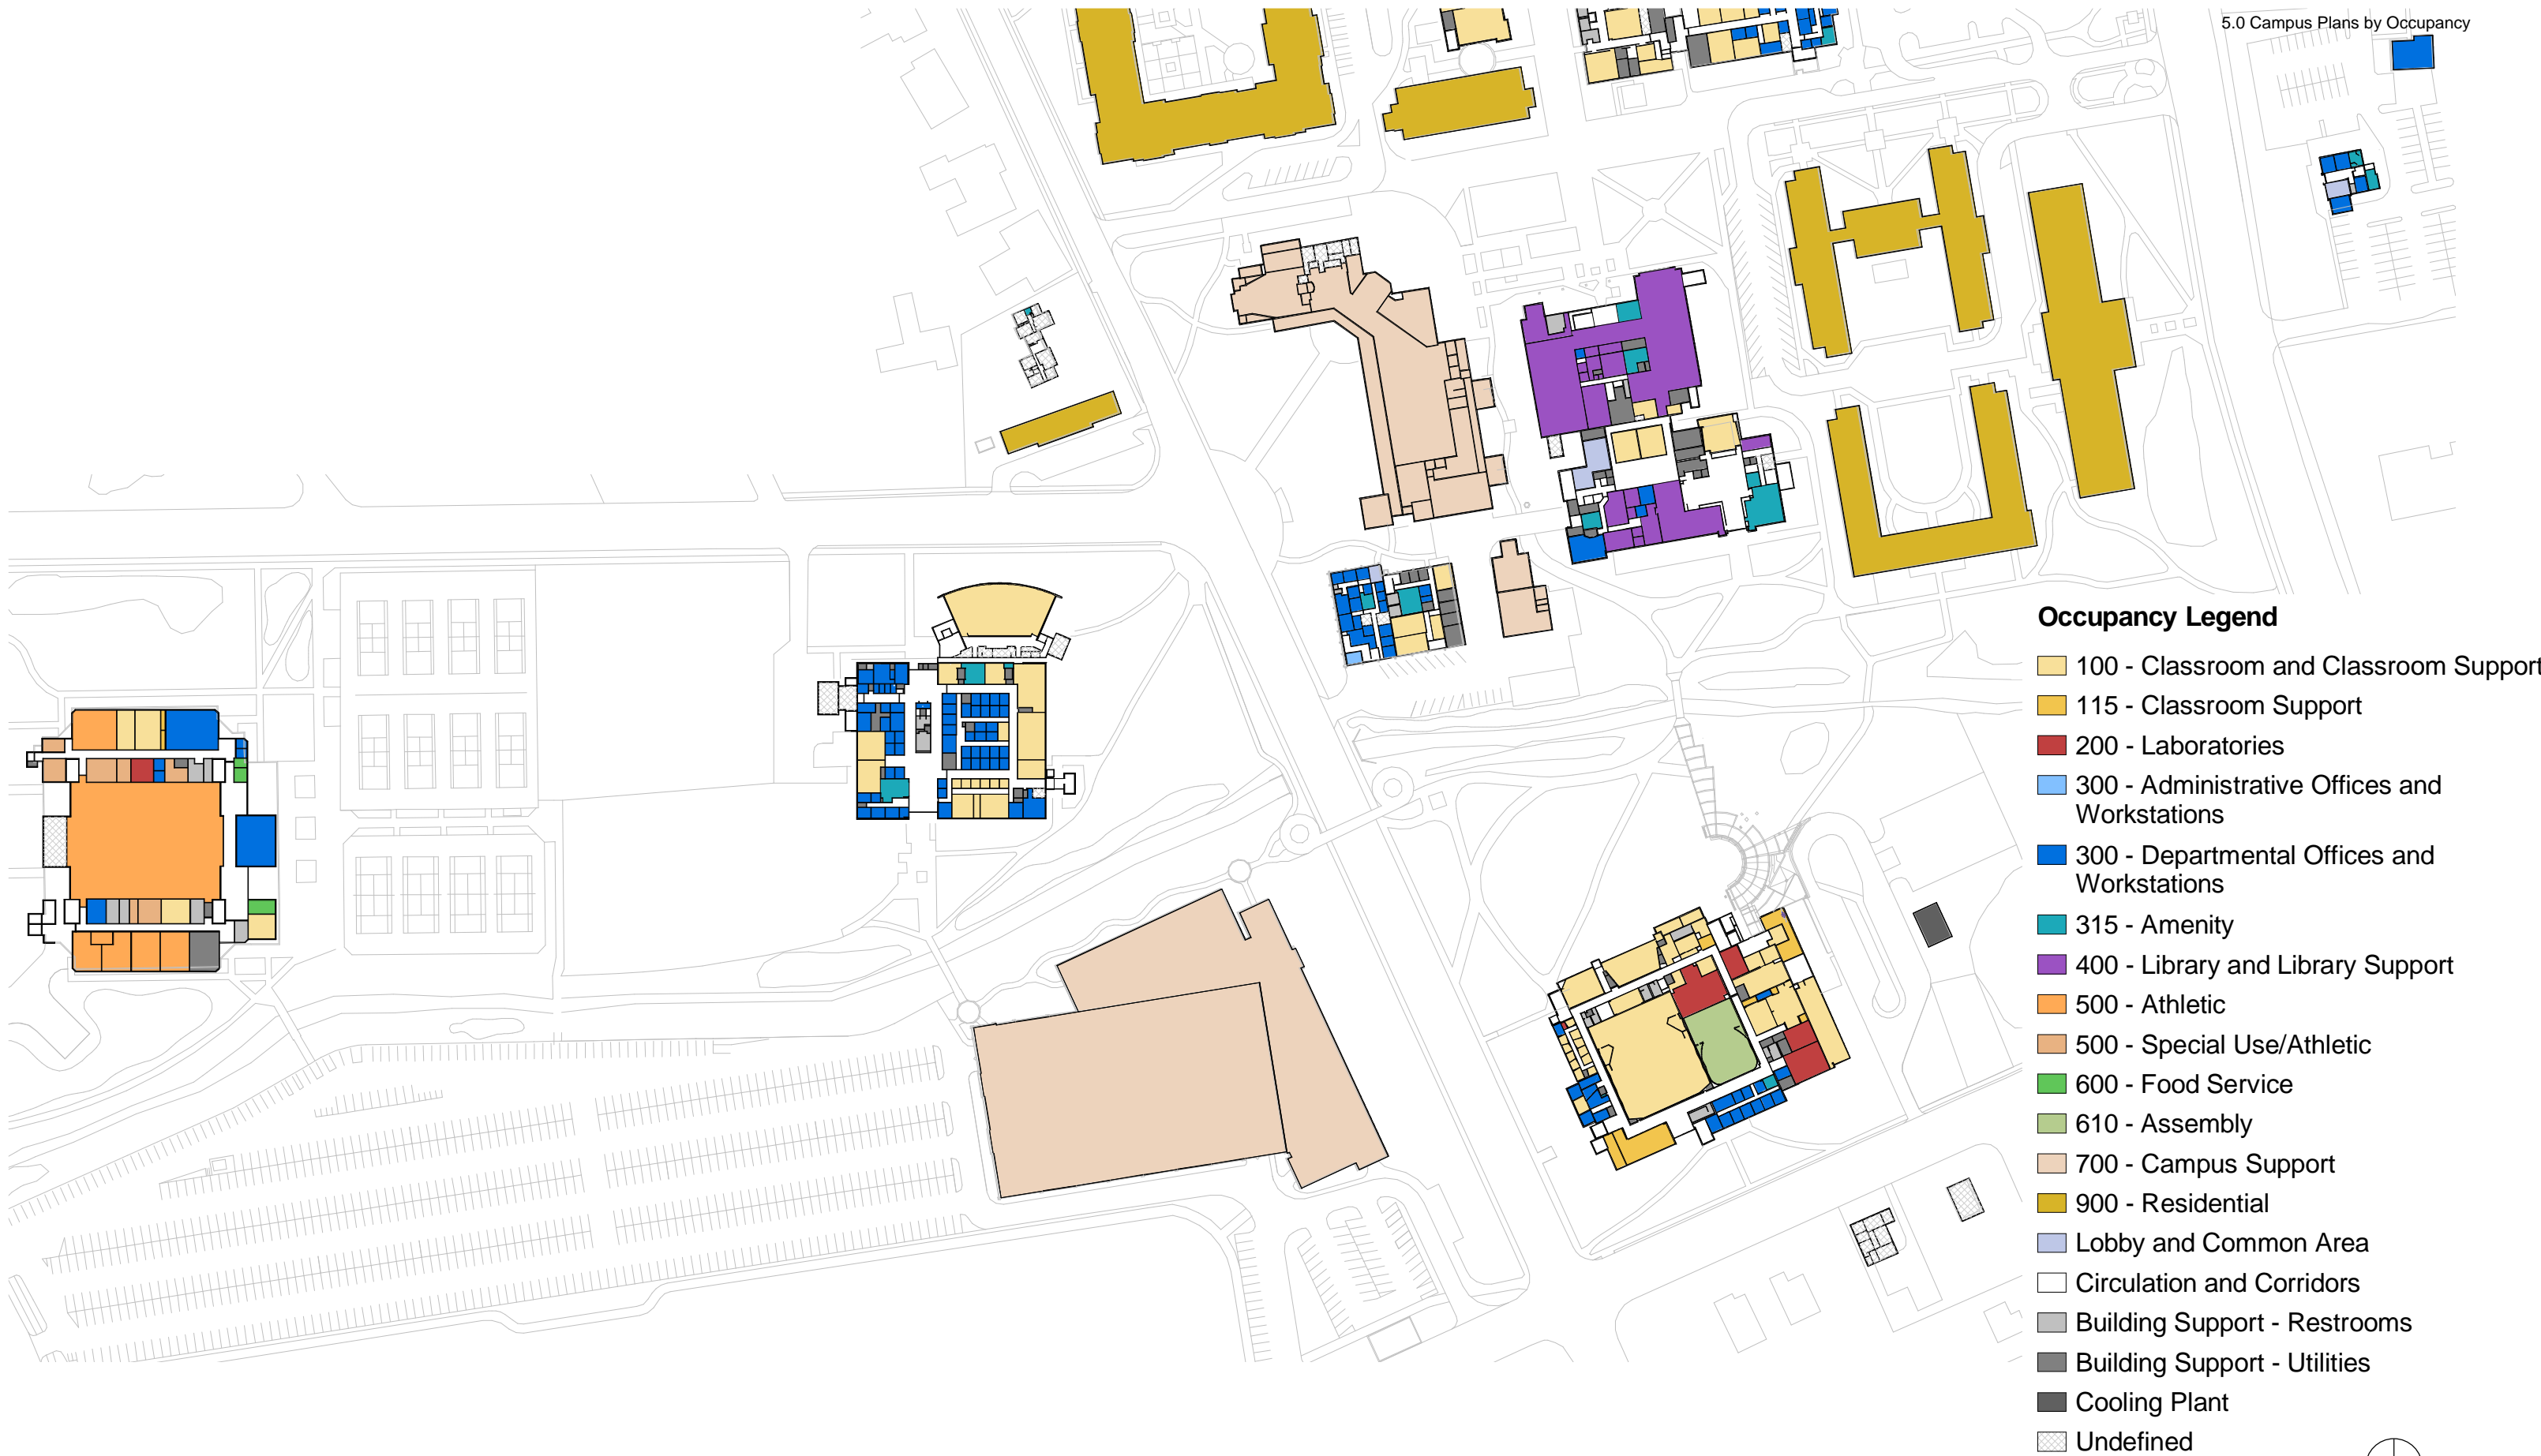 5.0 Campus Plans by Occupancy
Occupancy Legend
100 - Classroom and Classroom Support
115 - Classroom Support
200 - Laboratories
300 - Administrative Offices and
Workstations
300 - Departmental Offices and
Workstations
315 - Amenity
400 - Library and Library Support
500 - Athletic
500 - Special Use/Athletic
600 - Food Service
610 - Assembly
700 - Campus Support
900 - Residential
Lobby and Common Area
Circulation and Corridors
Building Support - Restrooms
Building Support - Utilities
Cooling Plant
Undefined